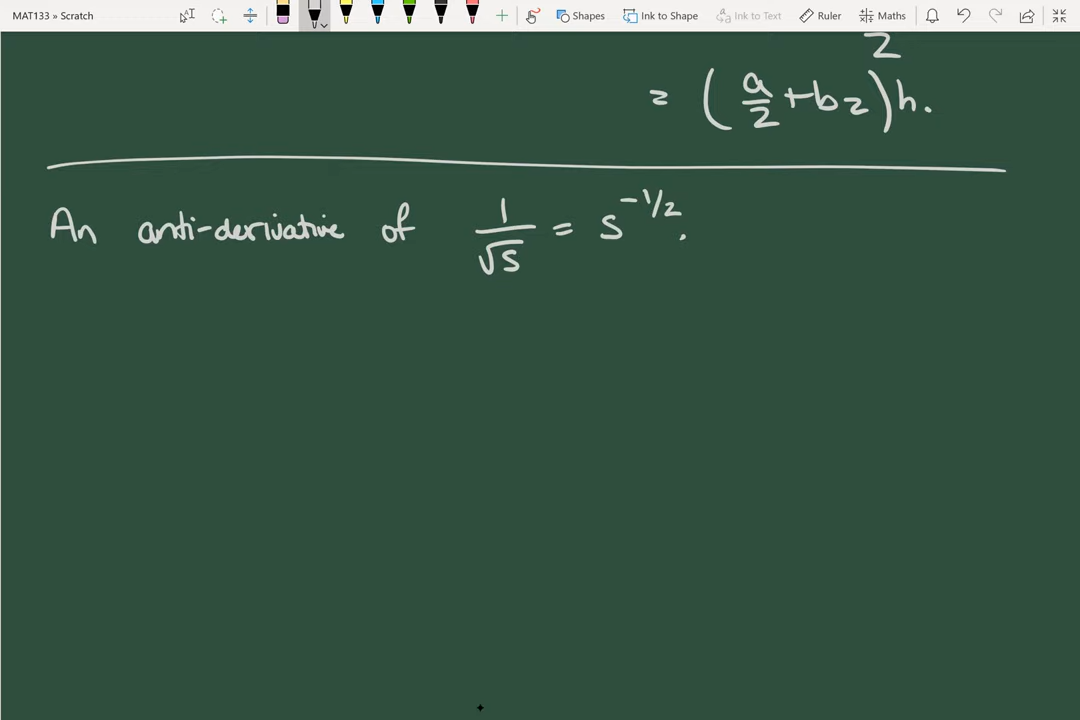 MAT133 » Scratch Shapes Ink to Shape Ink to Text Ruler Maths
2
= (a/2 + b2)h.
An anti-derivative of 1/√s = s^-1/2.